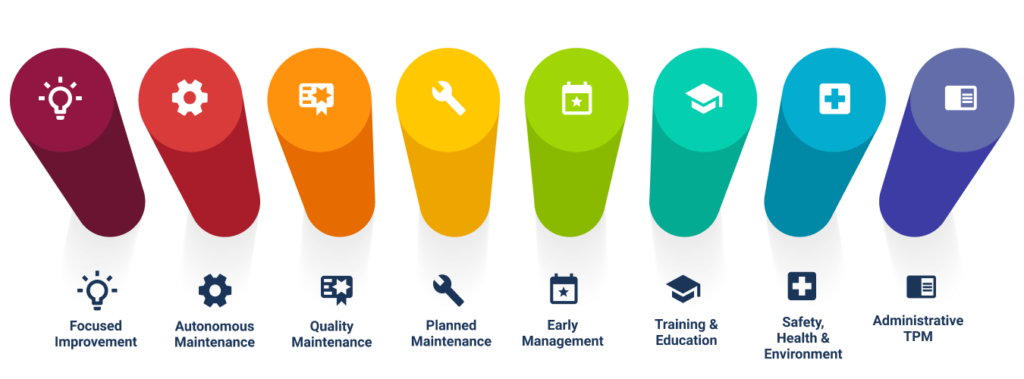 Focused
Improvement
Autonomous
Maintenance
Quality
Maintenance
Planned
Maintenance
Early
Management
Training &
Education
Safety,
Health &
Environment
Administrative
TPM